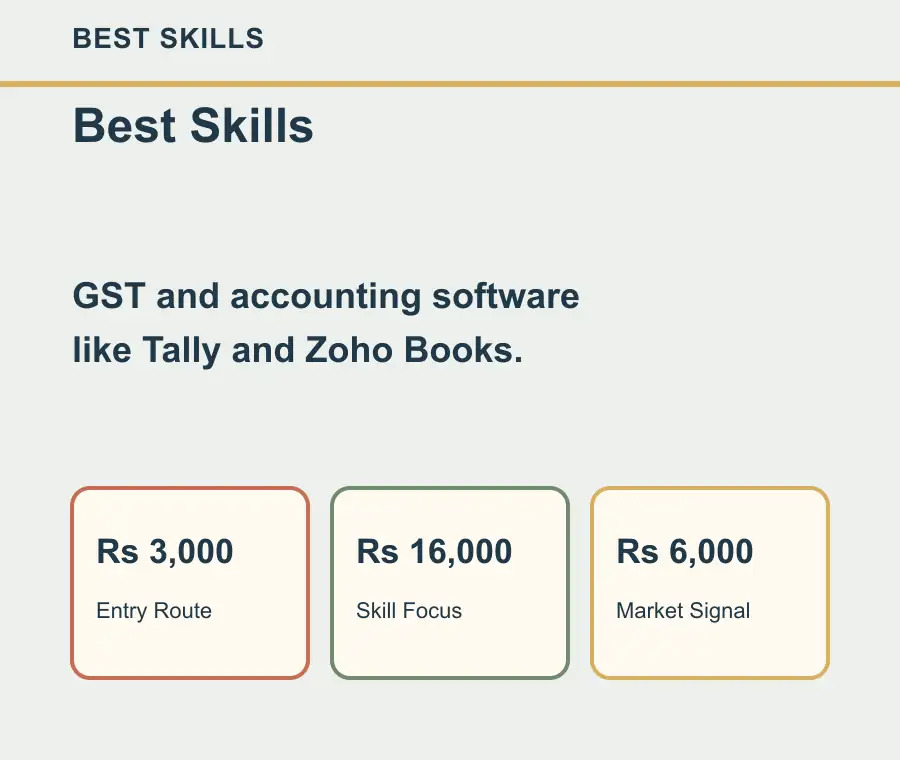 BEST SKILLS
Best Skills
GST and accounting software
like Tally and Zoho Books.
Rs 3,000
Entry Route
Rs 16,000
Skill Focus
Rs 6,000
Market Signal